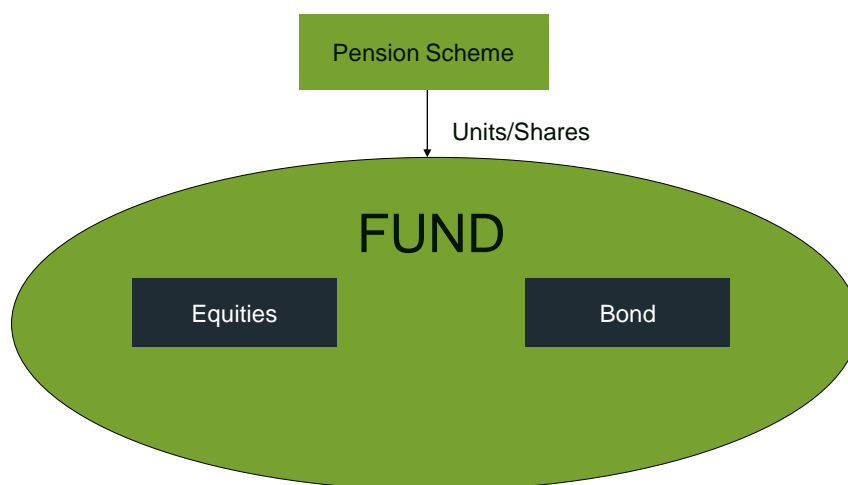 Pension Scheme
Units/Shares
FUND
Equities
Bond